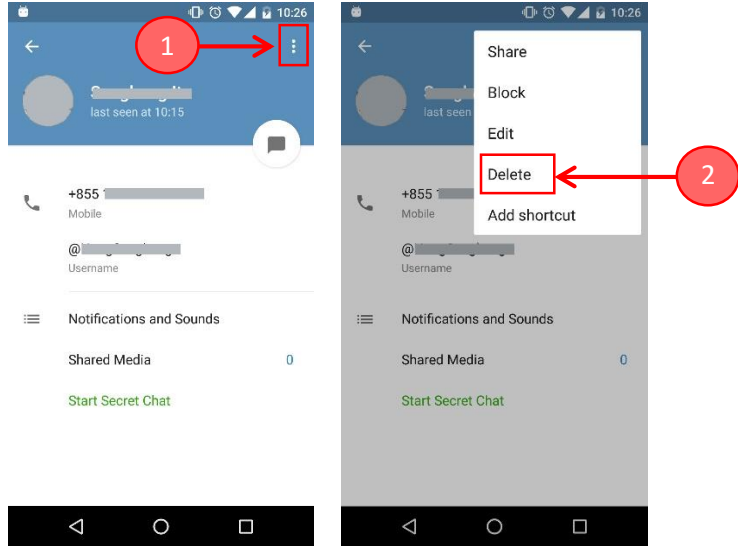 10:26
1
last seen at 10:15
+855
Mobile
@
Username
Notifications and Sounds
Shared Media 0
Start Secret Chat
10:26
Share
Block
Edit
Delete
Add shortcut
2
last seen
+855
Mobile
@
Username
Notifications and Sounds
Shared Media 0
Start Secret Chat